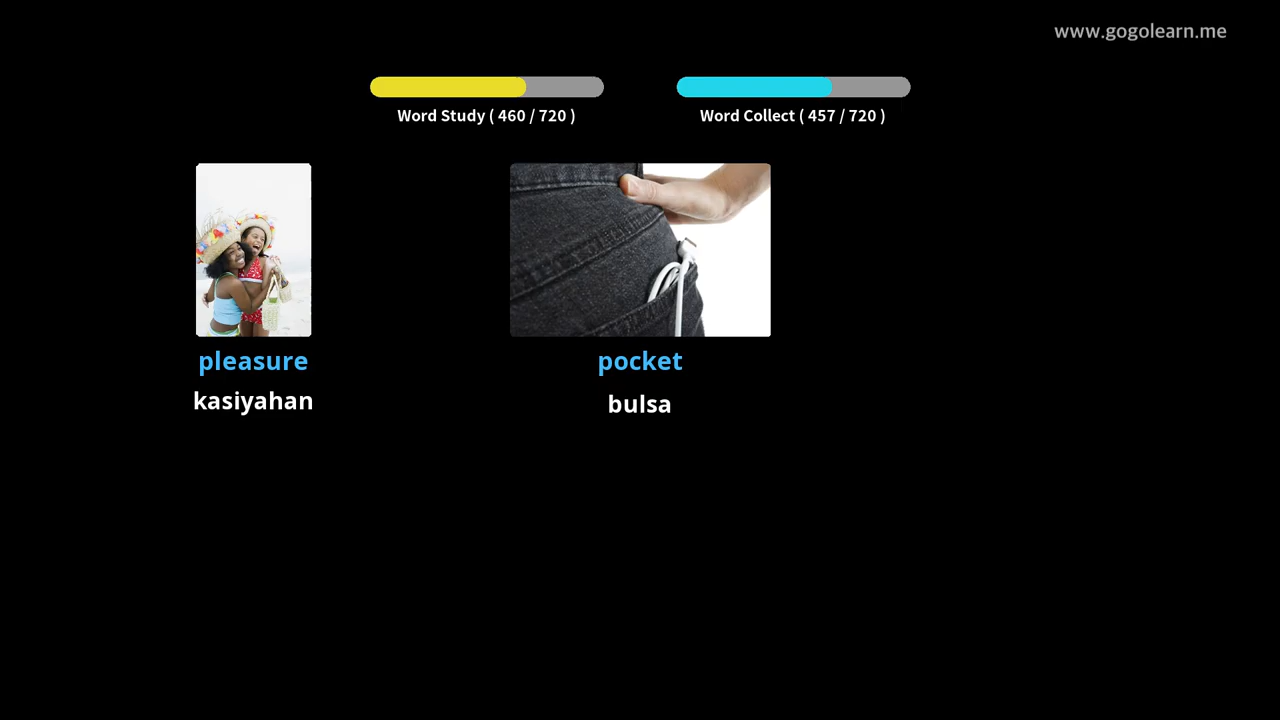 www.gogolearn.me
Word Study ( 460 / 720 )
Word Collect ( 457 / 720 )
pleasure
kasiyahan
pocket
bulsa